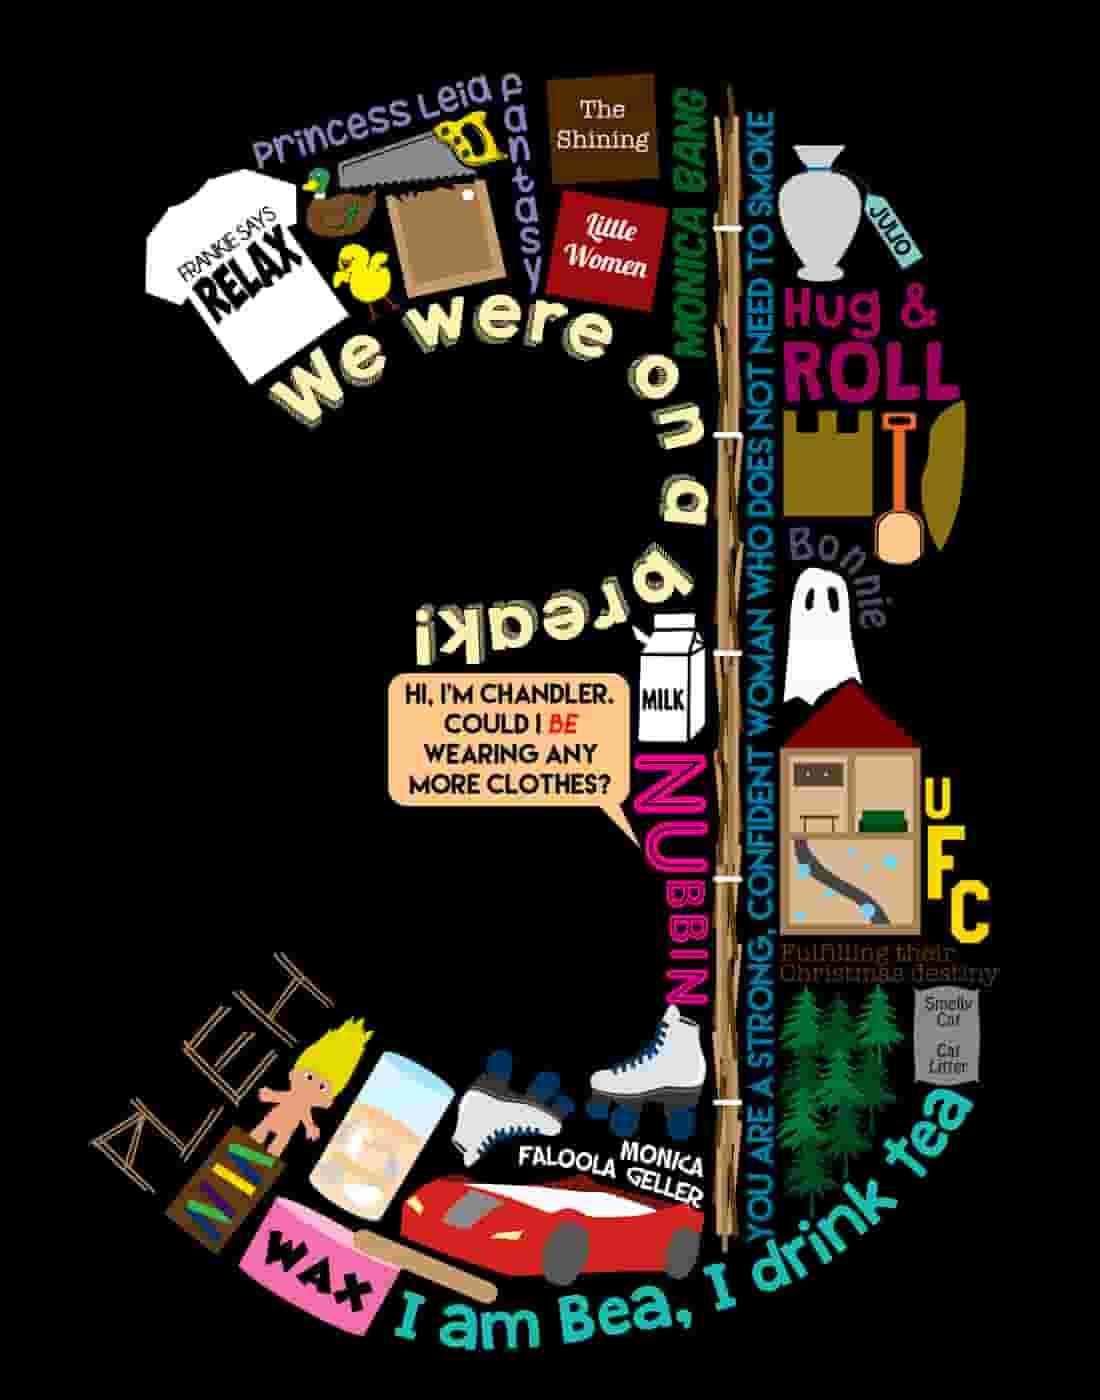 Princess Leia
fantasy
The
Shining
Little
Women
MONICA BANG
FRANKIE SAYS
RELAX
We were on a break!
MILK
HI, I'M CHANDLER.
COULD I BE
WEARING ANY
MORE CLOTHES?
NUBBIN
PLEH
WAX
FALOOLA
MONICA
GELLER
YOU ARE A STRONG, CONFIDENT WOMAN WHO DOES NOT NEED TO SMOKE
JULIO
Hug &
ROLL
Bonnie
UFC
Fulfilling their
Christmas destiny
Smelly
Cat
Cat
Litter
I am Bea, I drink tea